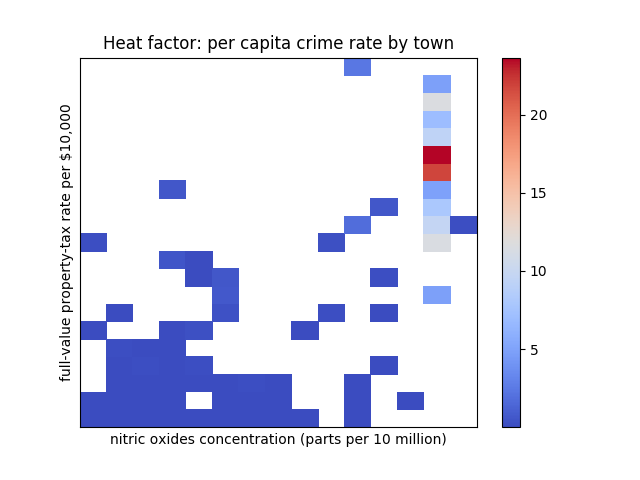 Heat factor: per capita crime rate by town
full-value property-tax rate per $10,000
nitric oxides concentration (parts per 10 million)
20
15
10
5